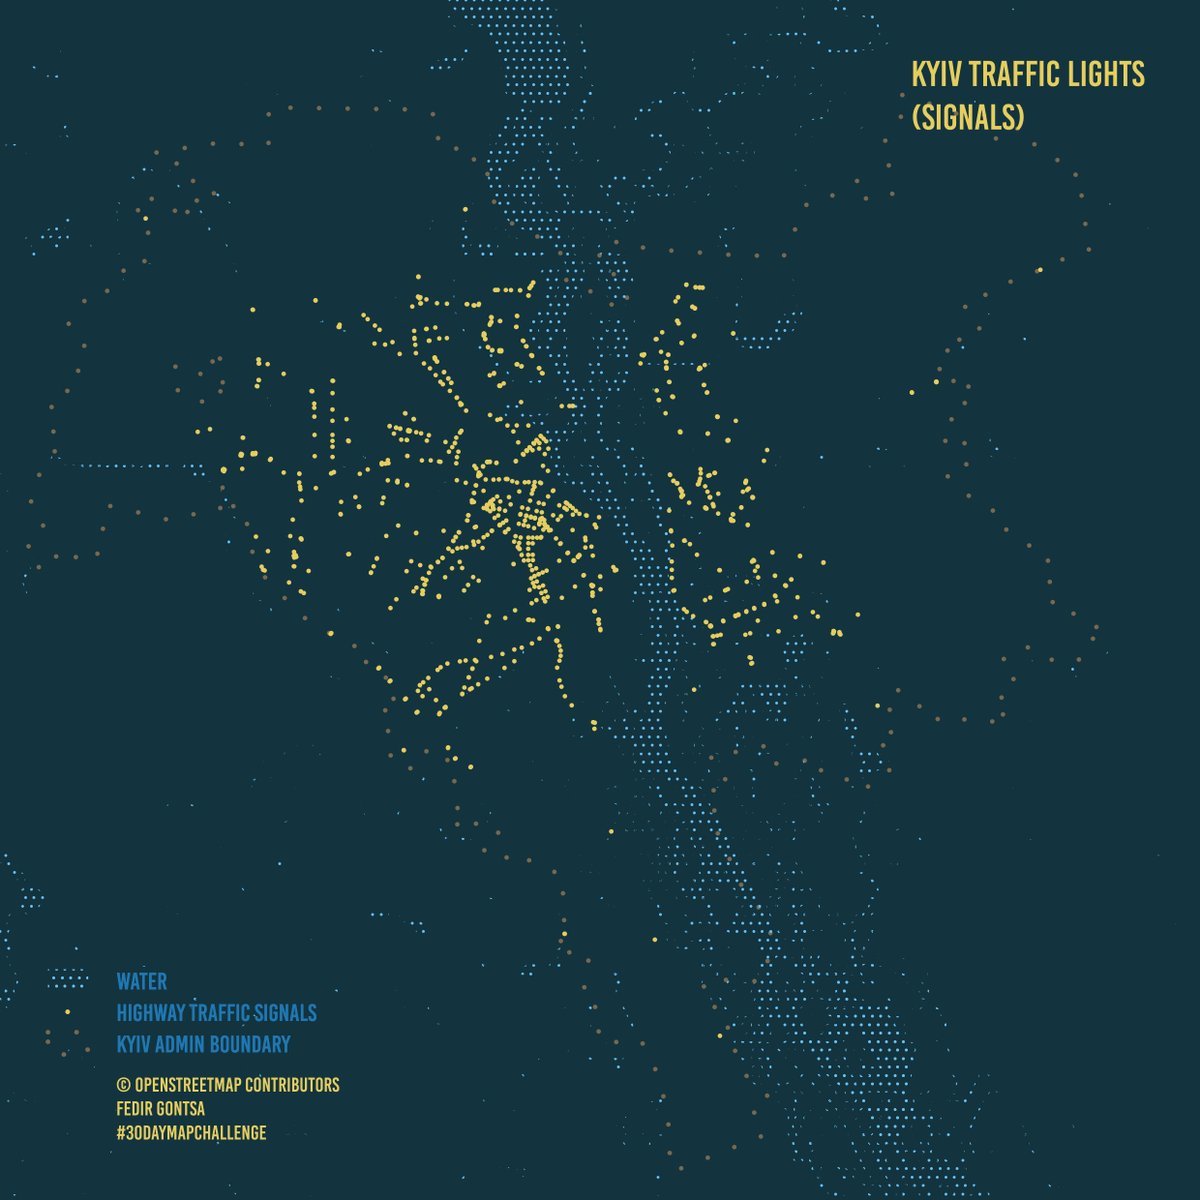 KYIV TRAFFIC LIGHTS
(SIGNALS)
WATER
HIGHWAY TRAFFIC SIGNALS
KYIV ADMIN BOUNDARY
© OPENSTREETMAP CONTRIBUTORS
FEDIR GONTSA
#30DAYMAPCHALLENGE